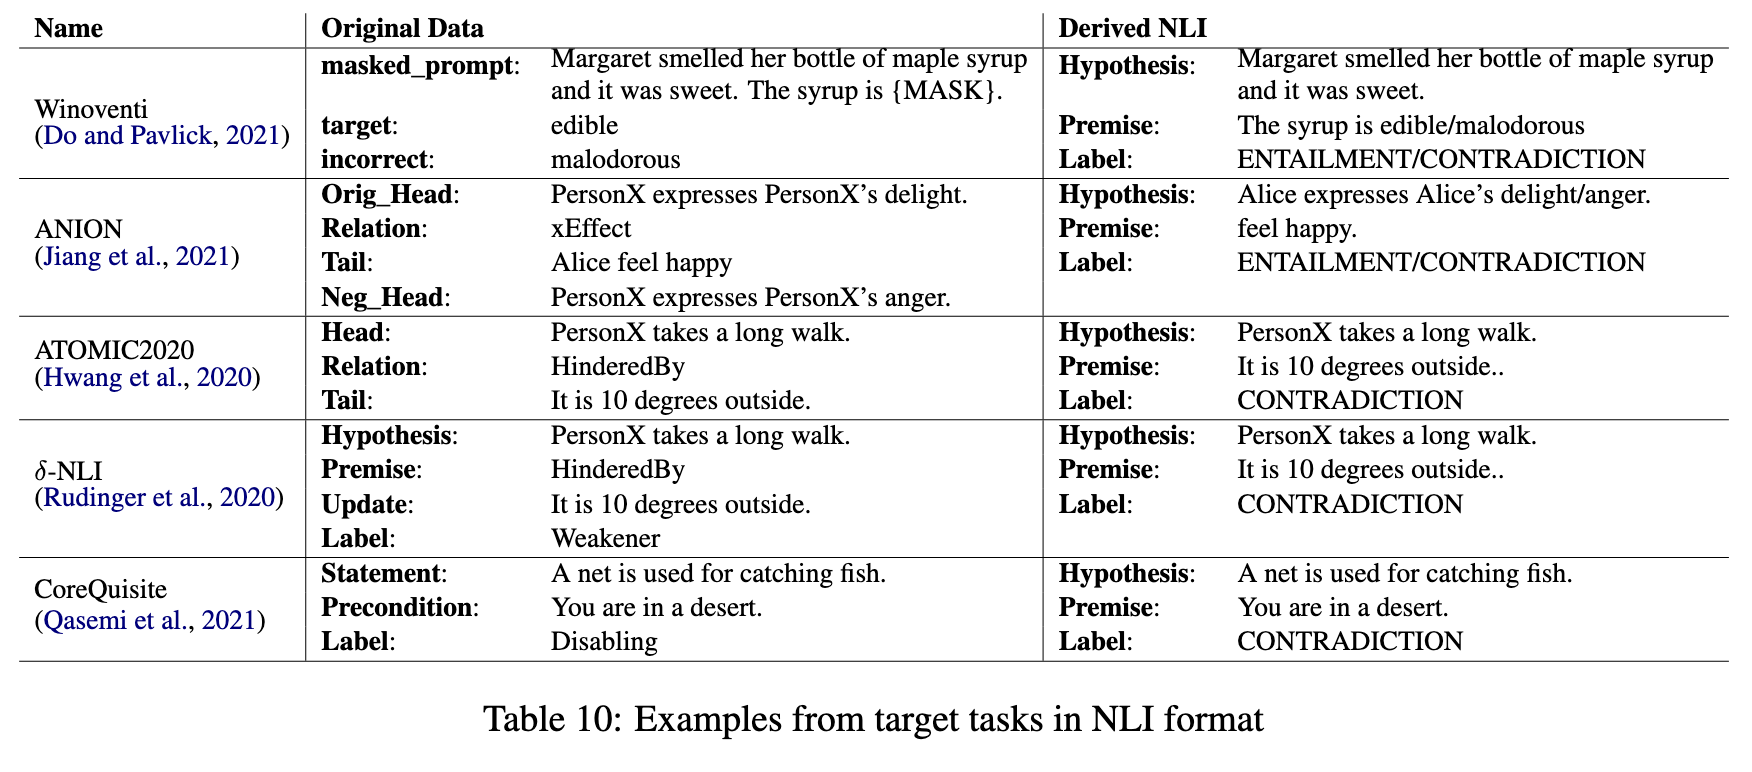 Name Original Data Derived NLI
Winoventi
(Do and Pavlick, 2021)
masked_prompt: Margaret smelled her bottle of maple syrup
and it was sweet. The syrup is {MASK}.
target: edible
incorrect: malodorous
Hypothesis: Margaret smelled her bottle of maple syrup
and it was sweet.
Premise: The syrup is edible/malodorous
Label: ENTAILMENT/CONTRADICTION
ANION
(Jiang et al., 2021)
Orig_Head: PersonX expresses PersonX's delight.
Relation: xEffect
Tail: Alice feel happy
Neg_Head: PersonX expresses PersonX's anger.
Hypothesis: Alice expresses Alice's delight/anger.
Premise: feel happy.
Label: ENTAILMENT/CONTRADICTION
ATOMIC2020
(Hwang et al., 2020)
Head: PersonX takes a long walk.
Relation: HinderedBy
Tail: It is 10 degrees outside.
Hypothesis: PersonX takes a long walk.
Premise: It is 10 degrees outside..
Label: CONTRADICTION
δ-NLI
(Rudinger et al., 2020)
Hypothesis: PersonX takes a long walk.
Premise: HinderedBy
Update: It is 10 degrees outside.
Label: Weakener
Hypothesis: PersonX takes a long walk.
Premise: It is 10 degrees outside..
Label: CONTRADICTION
CoreQuisite
(Qasemi et al., 2021)
Statement: A net is used for catching fish.
Precondition: You are in a desert.
Label: Disabling
Hypothesis: A net is used for catching fish.
Premise: You are in a desert.
Label: CONTRADICTION
Table 10: Examples from target tasks in NLI format